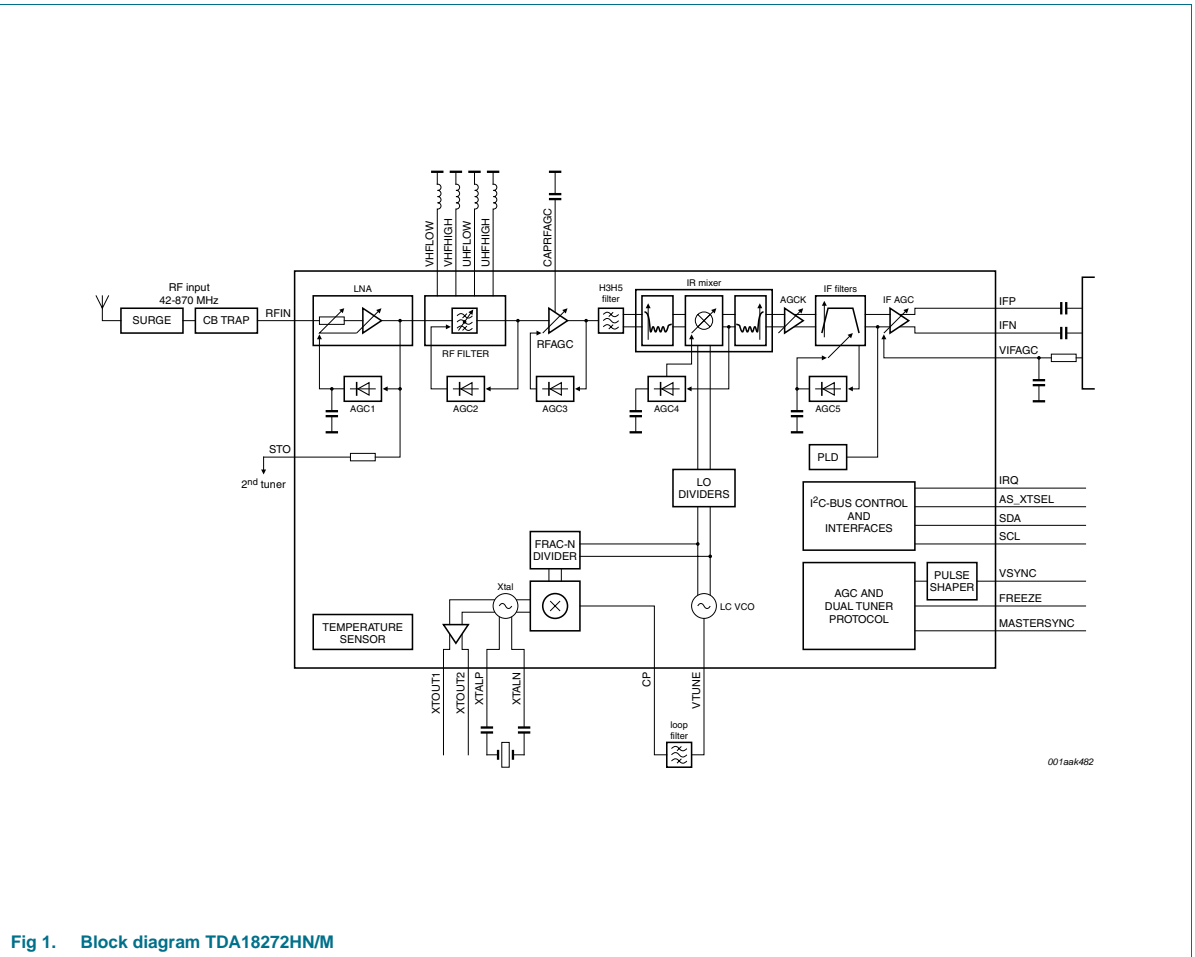 VHFLOW
VHFHIGH
UHFLOW
UHFHIGH
CAPRFAGC
RF input
42-870 MHz
SURGE
CB TRAP
RFIN
LNA
RF FILTER
RFAGC
H3H5
filter
IR mixer
AGCK
IF filters
IF AGC
IFP
IFN
VIFAGC
AGC1
AGC2
AGC3
AGC4
AGC5
STO
2nd tuner
PLD
LO
DIVIDERS
I2C-BUS CONTROL
AND
INTERFACES
IRQ
AS_XTSEL
SDA
SCL
FRAC-N
DIVIDER
Xtal
LC VCO
AGC AND
DUAL TUNER
PROTOCOL
PULSE
SHAPER
VSYNC
FREEZE
MASTERSYNC
TEMPERATURE
SENSOR
XTOUT1
XTOUT2
XTALP
XTALN
CP
VTUNE
loop
filter
001aak482
Fig 1. Block diagram TDA18272HN/M